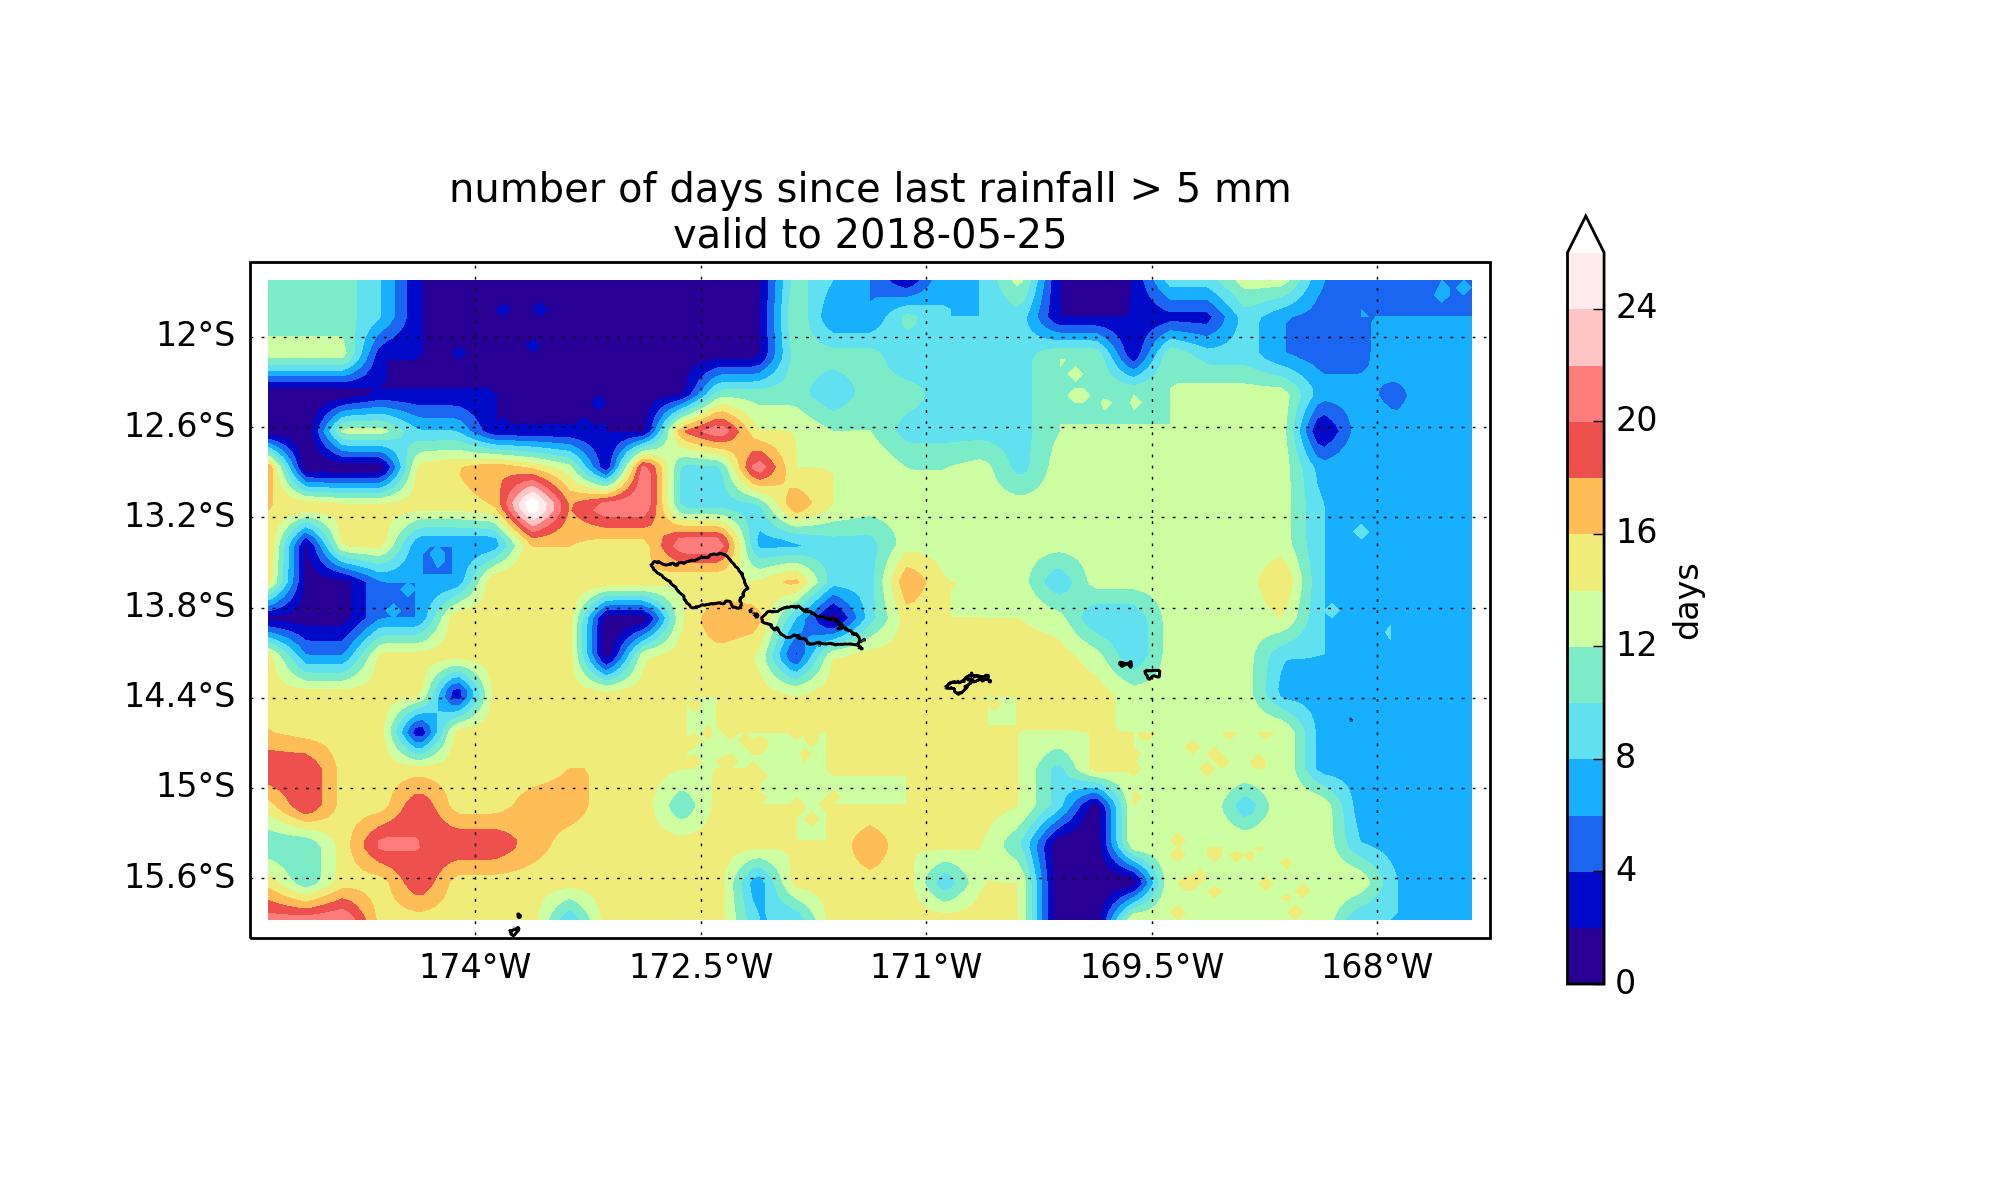 number of days since last rainfall > 5 mm
valid to 2018-05-25
12°S
12.6°S
13.2°S
13.8°S
14.4°S
15°S
15.6°S
174°W
172.5°W
171°W
169.5°W
168°W
24
20
16
12
8
4
0
days